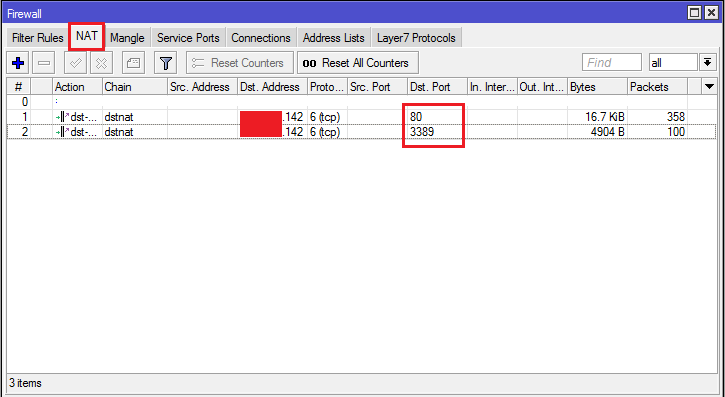 Firewall
Filter Rules NAT Mangle Service Ports Connections Address Lists Layer7 Protocols
Reset Counters 00 Reset All Counters Find all
# Action Chain Src. Address Dst. Address Proto... Src. Port Dst. Port In. Inter... Out. Int... Bytes Packets
0 :
1 dst-... dstnat .142 6 (tcp) 80 16.7 KiB 358
2 dst-... dstnat .142 6 (tcp) 3389 4904 B 100
3 items